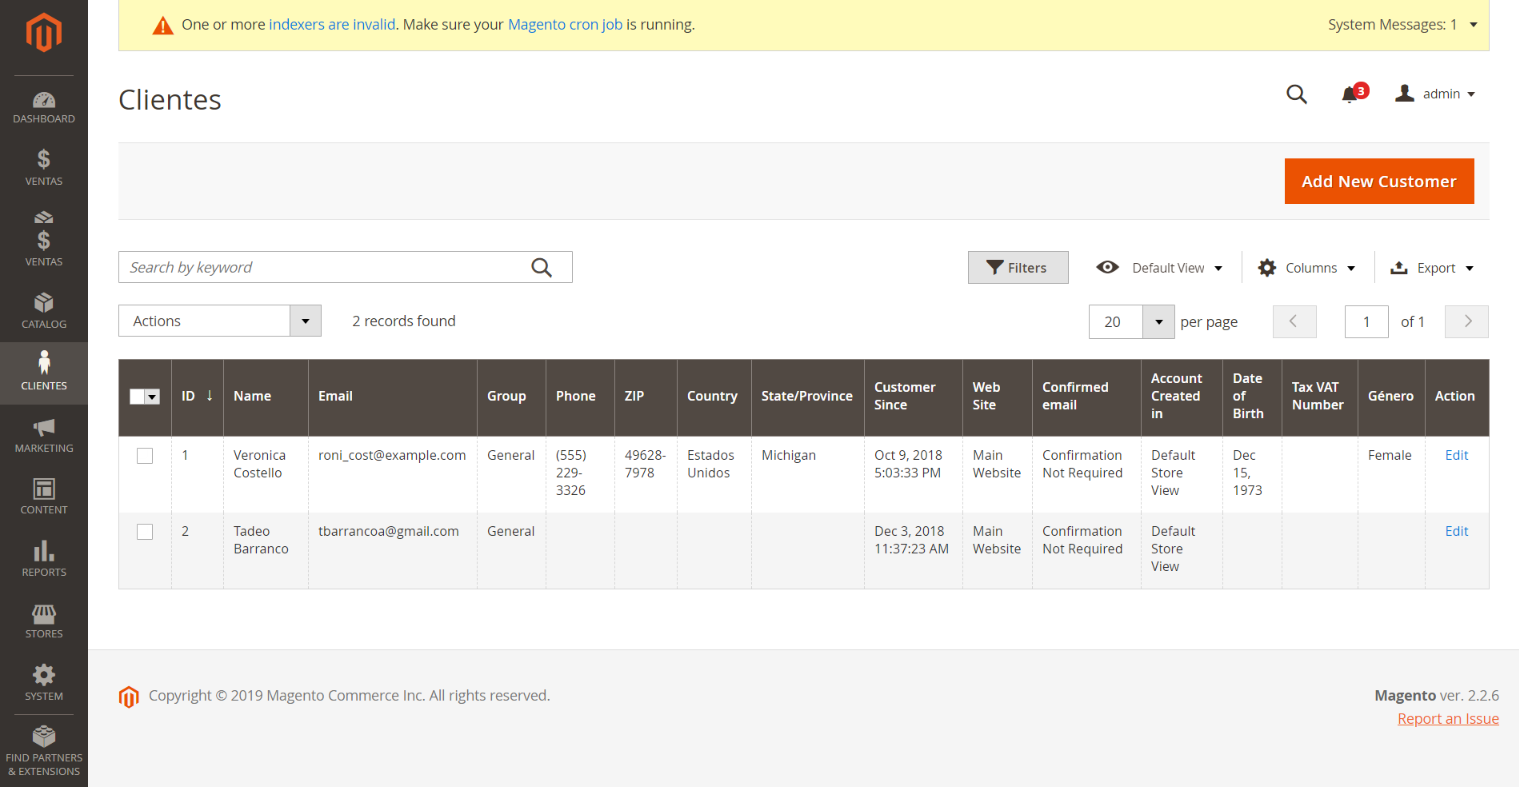 One or more indexers are invalid. Make sure your Magento cron job is running.
System Messages: 1
Clientes
3
admin
DASHBOARD
VENTAS
VENTAS
CATALOG
CLIENTES
MARKETING
CONTENT
REPORTS
STORES
SYSTEM
FIND PARTNERS
& EXTENSIONS
Add New Customer
Search by keyword
Filters
Default View
Columns
Export
Actions
2 records found
20
per page
1
of 1
ID ↓
Name
Email
Group
Phone
ZIP
Country
State/Province
Customer
Since
Web
Site
Confirmed
email
Account
Created
in
Date
of
Birth
Tax VAT
Number
Género
Action
1
Veronica
Costello
roni_cost@example.com
General
(555)
229-
3326
49628-
7978
Estados
Unidos
Michigan
Oct 9, 2018
5:03:33 PM
Main
Website
Confirmation
Not Required
Default
Store
View
Dec
15,
1973
Female
Edit
2
Tadeo
Barranco
tbarrancoa@gmail.com
General
Dec 3, 2018
11:37:23 AM
Main
Website
Confirmation
Not Required
Default
Store
View
Edit
Copyright © 2019 Magento Commerce Inc. All rights reserved.
Magento ver. 2.2.6
Report an Issue